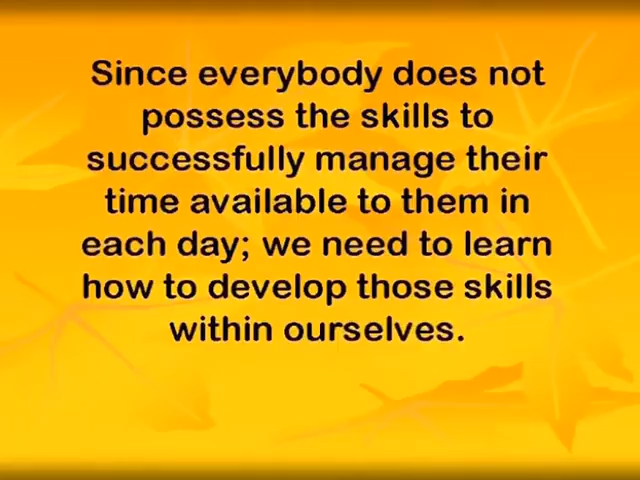 Since everybody does not
possess the skills to
successfully manage their
time available to them in
each day; we need to learn
how to develop those skills
within ourselves.